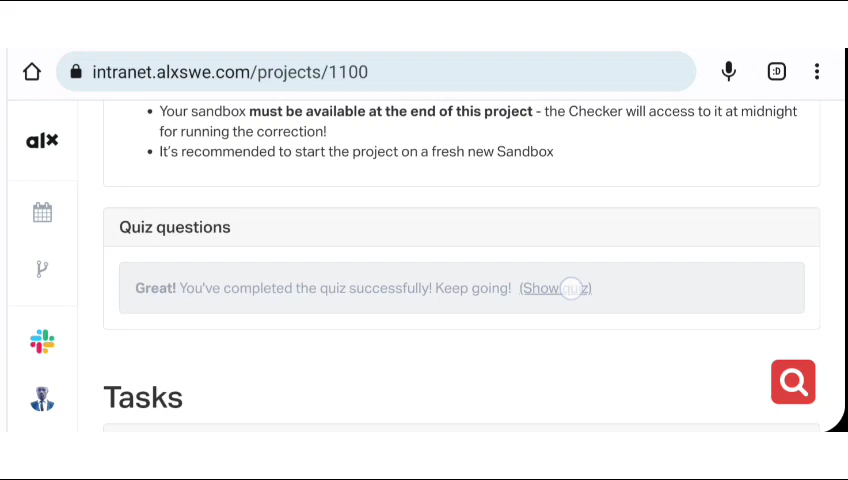 intranet.alxswe.com/projects/1100
:D
Your sandbox must be available at the end of this project - the Checker will access to it at midnight
for running the correction!
It's recommended to start the project on a fresh new Sandbox
alx
Quiz questions
Great! You've completed the quiz successfully! Keep going! (Show quiz)
Tasks